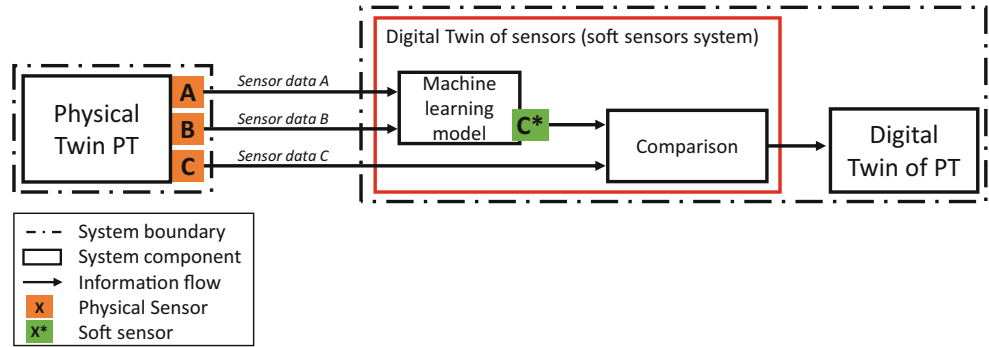 Digital Twin of sensors (soft sensors system)
Physical
Twin PT
A
B
C
Sensor data A
Sensor data B
Sensor data C
Machine
learning
model
C*
Comparison
Digital
Twin of PT
System boundary
System component
Information flow
X Physical Sensor
X* Soft sensor